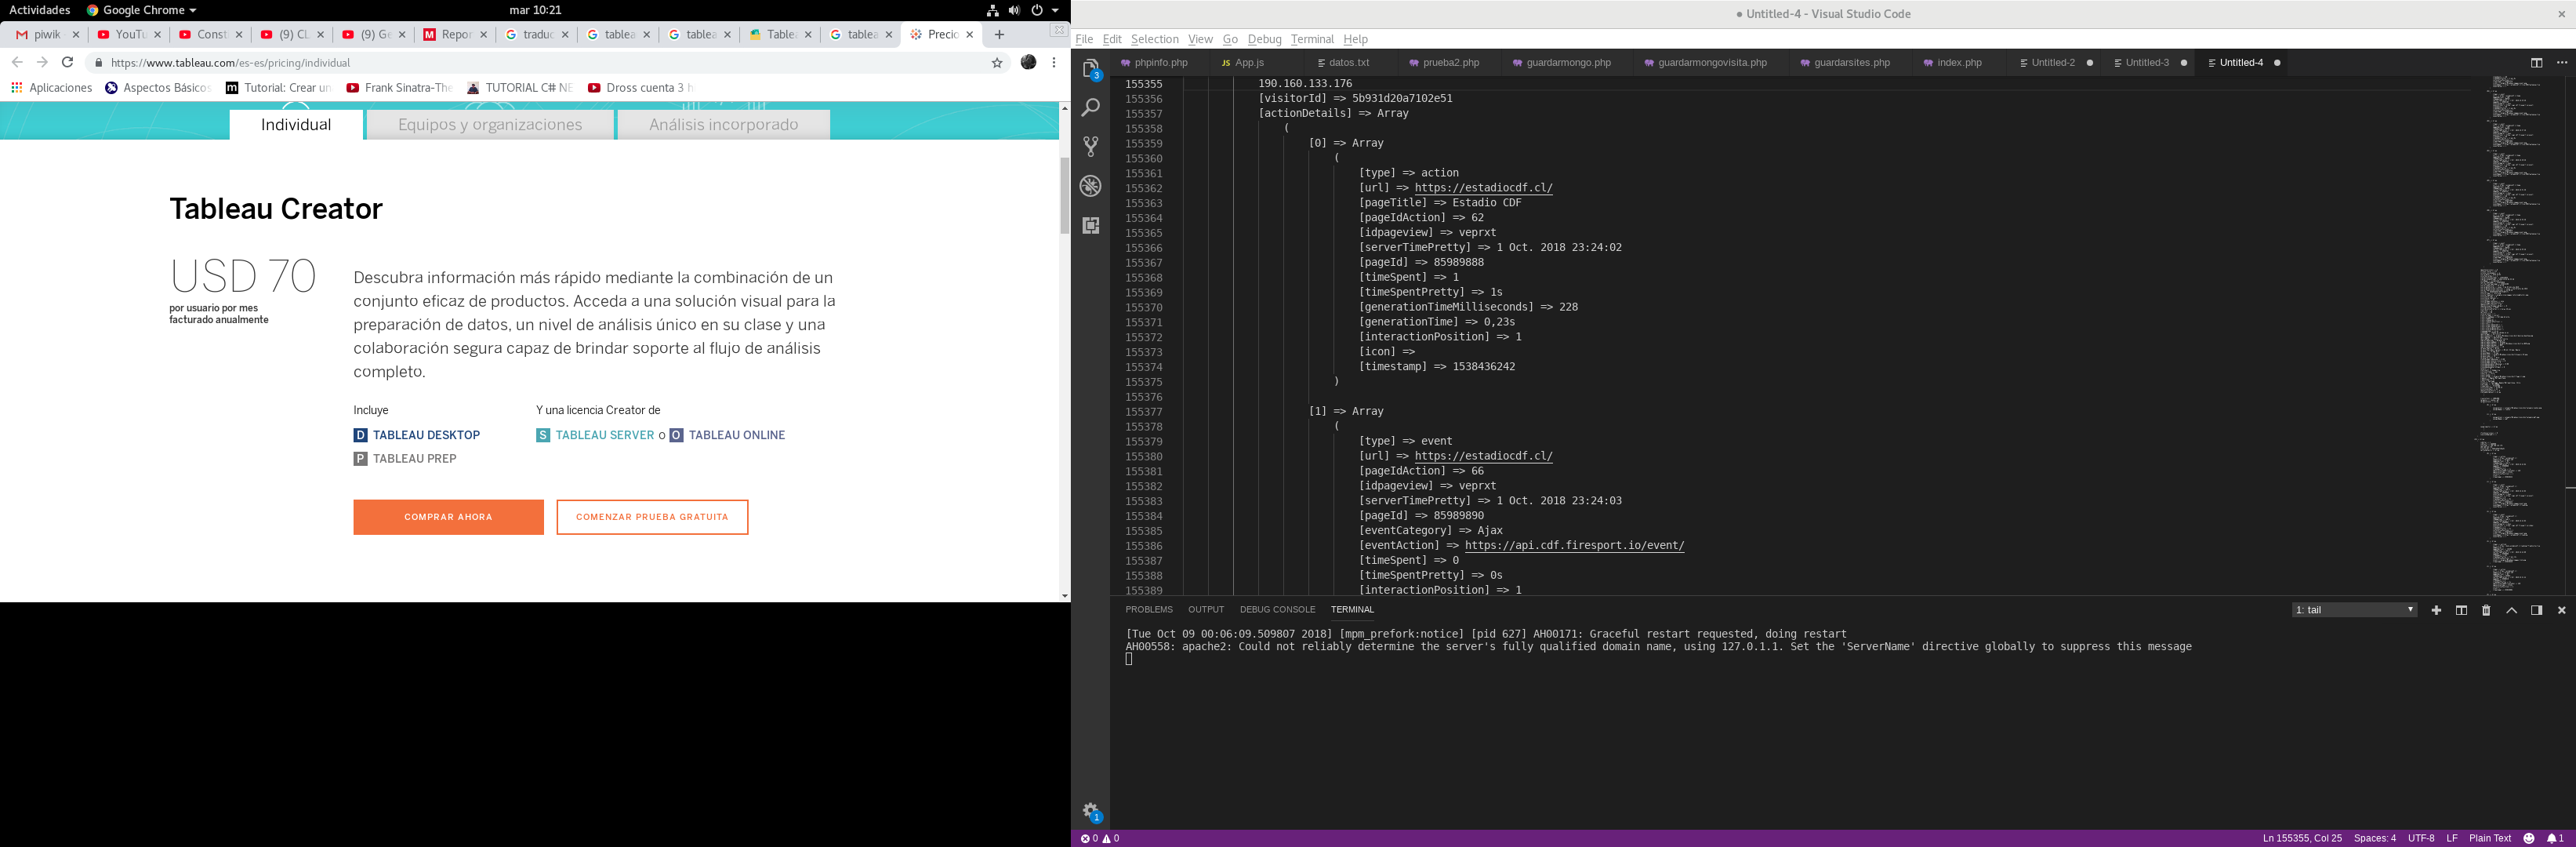 Actividades
Google Chrome
mar 10:21
piwik
YouTu
Const
(9) CL
(9) Ge
Repor
traduc
tablea
tablea
Tablea
tablea
Precio
https://www.tableau.com/es-es/pricing/individual
Aplicaciones
Aspectos Básicos
Tutorial: Crear un
Frank Sinatra-The
TUTORIAL C# NE
Dross cuenta 3 h
Individual
Equipos y organizaciones
Análisis incorporado
Tableau Creator
USD 70
por usuario por mes
facturado anualmente
Descubra información más rápido mediante la combinación de un
conjunto eficaz de productos. Acceda a una solución visual para la
preparación de datos, un nivel de análisis único en su clase y una
colaboración segura capaz de brindar soporte al flujo de análisis
completo.
Incluye
Y una licencia Creator de
D TABLEAU DESKTOP
S TABLEAU SERVER o O TABLEAU ONLINE
P TABLEAU PREP
COMPRAR AHORA
COMENZAR PRUEBA GRATUITA
● Untitled-4 - Visual Studio Code
File Edit Selection View Go Debug Terminal Help
phpinfo.php
App.js
datos.txt
prueba2.php
guardarmongo.php
guardarmongovisita.php
guardarsites.php
index.php
Untitled-2
Untitled-3
Untitled-4
3
155355 190.160.133.176
155356 [visitorId] => 5b931d20a7102e51
155357 [actionDetails] => Array
155358 (
155359 [0] => Array
155360 (
155361 [type] => action
155362 [url] => https://estadiocdf.cl/
155363 [pageTitle] => Estadio CDF
155364 [pageIdAction] => 62
155365 [idpageview] => veprxt
155366 [serverTimePretty] => 1 Oct. 2018 23:24:02
155367 [pageId] => 85989888
155368 [timeSpent] => 1
155369 [timeSpentPretty] => 1s
155370 [generationTimeMilliseconds] => 228
155371 [generationTime] => 0,23s
155372 [interactionPosition] => 1
155373 [icon] =>
155374 [timestamp] => 1538436242
155375 )
155376
155377 [1] => Array
155378 (
155379 [type] => event
155380 [url] => https://estadiocdf.cl/
155381 [pageIdAction] => 66
155382 [idpageview] => veprxt
155383 [serverTimePretty] => 1 Oct. 2018 23:24:03
155384 [pageId] => 85989890
155385 [eventCategory] => Ajax
155386 [eventAction] => https://api.cdf.firesport.io/event/
155387 [timeSpent] => 0
155388 [timeSpentPretty] => 0s
155389 [interactionPosition] => 1
PROBLEMS OUTPUT DEBUG CONSOLE TERMINAL
1: tail
[Tue Oct 09 00:06:09.509807 2018] [mpm_prefork:notice] [pid 627] AH00171: Graceful restart requested, doing restart
AH00558: apache2: Could not reliably determine the server's fully qualified domain name, using 127.0.1.1. Set the 'ServerName' directive globally to suppress this message
1
0 0
Ln 155355, Col 25
Spaces: 4
UTF-8
LF
Plain Text
1